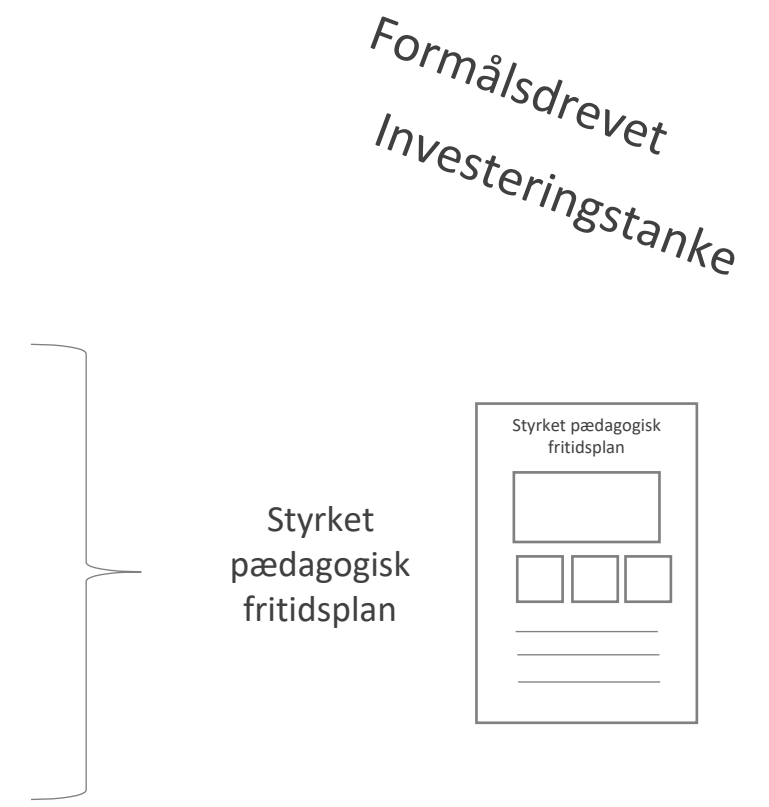 Formålsdrevet
Investeringstanke
Styrket pædagogisk
fritidsplan
Styrket
pædagogisk
fritidsplan